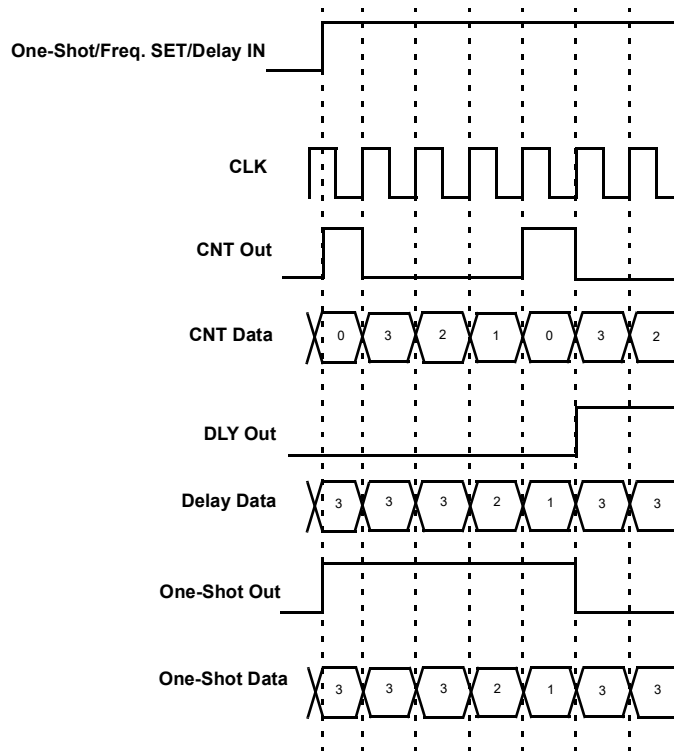 One-Shot/Freq. SET/Delay IN
CLK
CNT Out
CNT Data 0 3 2 1 0 3 2
DLY Out
Delay Data 3 3 3 2 1 3 3
One-Shot Out
One-Shot Data 3 3 3 2 1 3 3